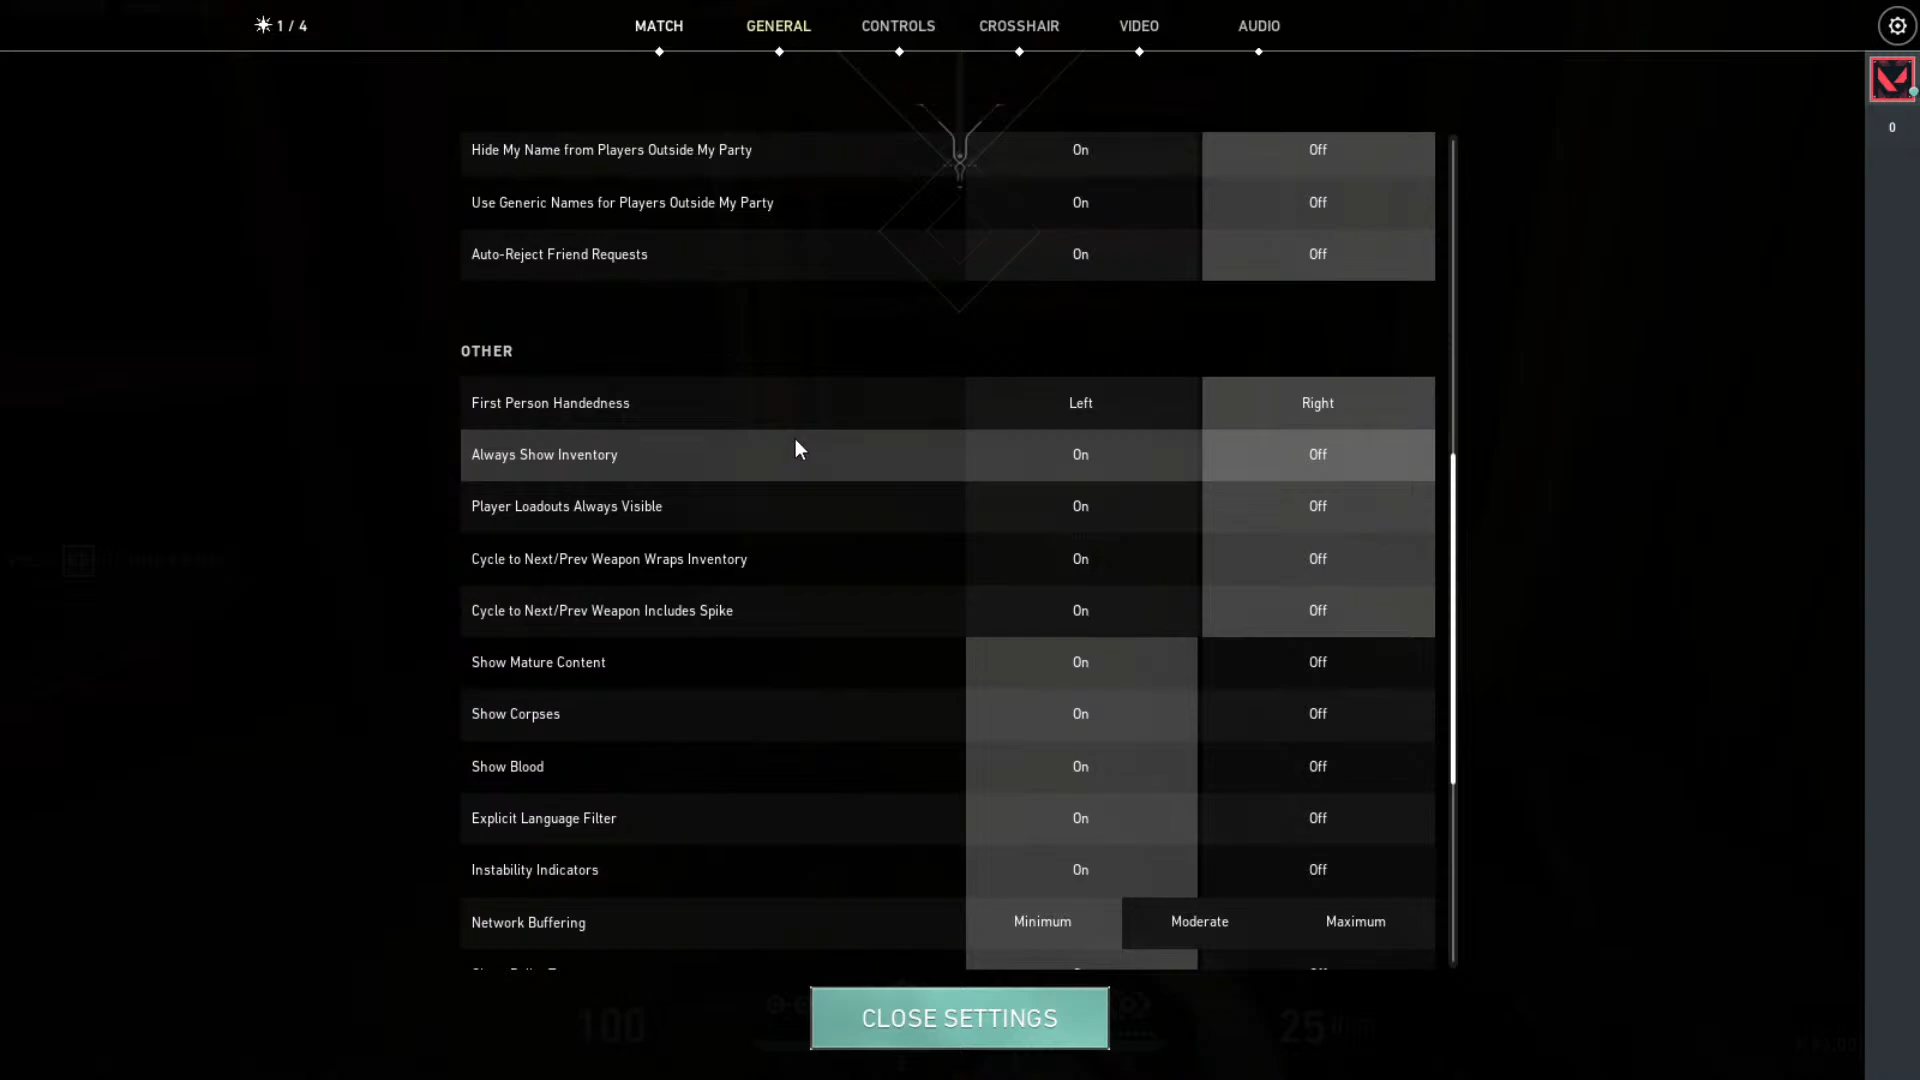 1 / 4 MATCH GENERAL CONTROLS CROSSHAIR VIDEO AUDIO
0
Hide My Name from Players Outside My Party On Off
Use Generic Names for Players Outside My Party On Off
Auto-Reject Friend Requests On Off
OTHER
First Person Handedness Left Right
Always Show Inventory On Off
Player Loadouts Always Visible On Off
Cycle to Next/Prev Weapon Wraps Inventory On Off
Cycle to Next/Prev Weapon Includes Spike On Off
Show Mature Content On Off
Show Corpses On Off
Show Blood On Off
Explicit Language Filter On Off
Instability Indicators On Off
Network Buffering Minimum Moderate Maximum
100 25
CLOSE SETTINGS